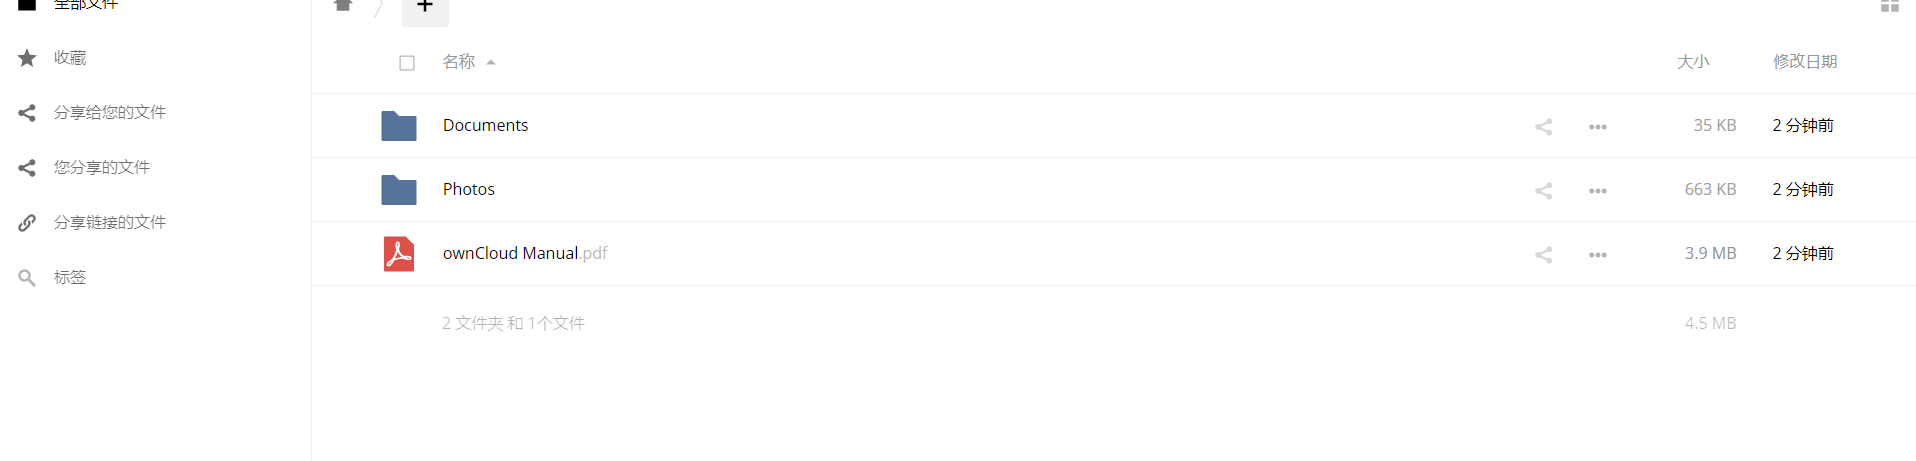 全部文件
收藏
分享给您的文件
您分享的文件
分享链接的文件
标签
名称 大小 修改日期
Documents 35 KB 2 分钟前
Photos 663 KB 2 分钟前
ownCloud Manual.pdf 3.9 MB 2 分钟前
2 文件夹 和 1个文件 4.5 MB